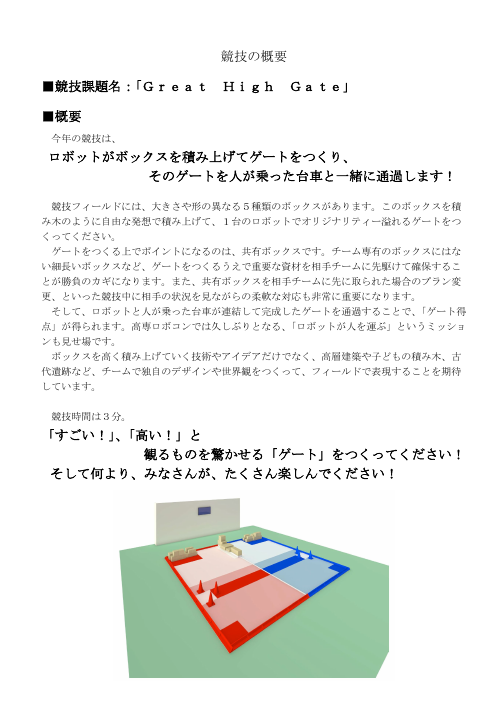 競技の概要
■競技課題名：「Ｇｒｅａｔ　Ｈｉｇｈ　Ｇａｔｅ」
■概要
今年の競技は、
ロボットがボックスを積み上げてゲートをつくり、
そのゲートを人が乗った台車と一緒に通過します！
競技フィールドには、大きさや形の異なる５種類のボックスがあります。このボックスを積
み木のように自由な発想で積み上げて、１台のロボットでオリジナリティー溢れるゲートをつ
くってください。
ゲートをつくる上でポイントになるのは、共有ボックスです。チーム専有のボックスにはな
い細長いボックスなど、ゲートをつくるうえで重要な資材を相手チームに先駆けて確保するこ
とが勝負のカギになります。また、共有ボックスを相手チームに先に取られた場合のプラン変
更、といった競技中に相手の状況を見ながらの柔軟な対応も非常に重要になります。
そして、ロボットと人が乗った台車が連結して完成したゲートを通過することで、「ゲート得
点」が得られます。高専ロボコンでは久しぶりとなる、「ロボットが人を運ぶ」というミッショ
ンも見せ場です。
ボックスを高く積み上げていく技術やアイデアだけでなく、高層建築や子どもの積み木、古
代遺跡など、チームで独自のデザインや世界観をつくって、フィールドで表現することを期待
しています。
競技時間は３分。
「すごい！」、「高い！」と
観るものを驚かせる「ゲート」をつくってください！
そして何より、みなさんが、たくさん楽しんでください！